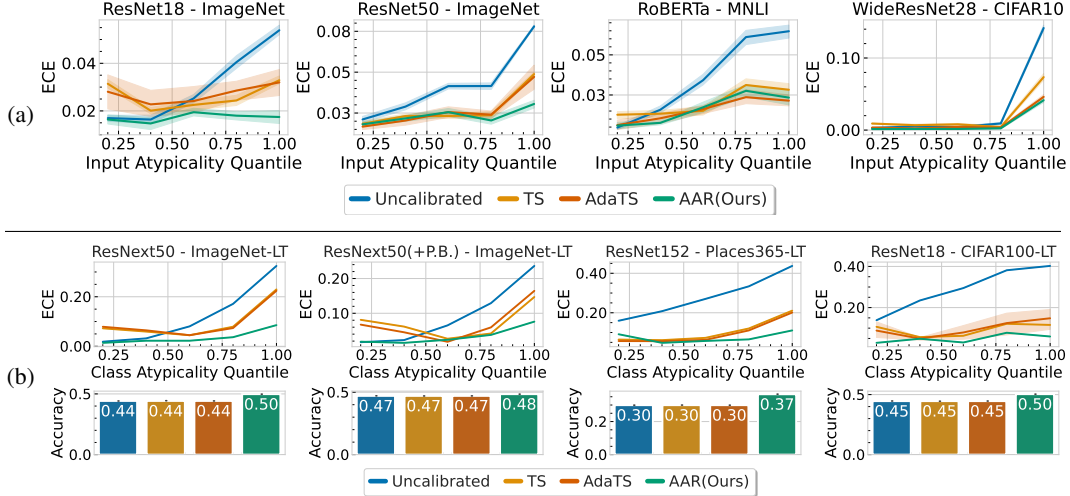 ResNet18 - ImageNet
ResNet50 - ImageNet
RoBERTa - MNLI
WideResNet28 - CIFAR10
(a)
ECE
0.04
0.02
0.25 0.50 0.75 1.00
Input Atypicality Quantile
ECE
0.08
0.03
0.25 0.50 0.75 1.00
Input Atypicality Quantile
ECE
0.05
0.03
0.25 0.50 0.75 1.00
Input Atypicality Quantile
ECE
0.10
0.00
0.25 0.50 0.75 1.00
Input Atypicality Quantile
Uncalibrated TS AdaTS AAR(Ours)
ResNext50 - ImageNet-LT
ResNext50(+P.B.) - ImageNet-LT
ResNet152 - Places365-LT
ResNet18 - CIFAR100-LT
(b)
ECE
0.20
0.00
0.25 0.50 0.75 1.00
Class Atypicality Quantile
ECE
0.20
0.10
0.25 0.50 0.75 1.00
Class Atypicality Quantile
ECE
0.40
0.20
0.25 0.50 0.75 1.00
Class Atypicality Quantile
ECE
0.40
0.20
0.25 0.50 0.75 1.00
Class Atypicality Quantile
Accuracy
0.5
0.0
0.44 0.44 0.44 0.50
Accuracy
0.5
0.0
0.47 0.47 0.47 0.48
Accuracy
0.2
0.0
0.30 0.30 0.30 0.37
Accuracy
0.5
0.0
0.45 0.45 0.45 0.50
Uncalibrated TS AdaTS AAR(Ours)